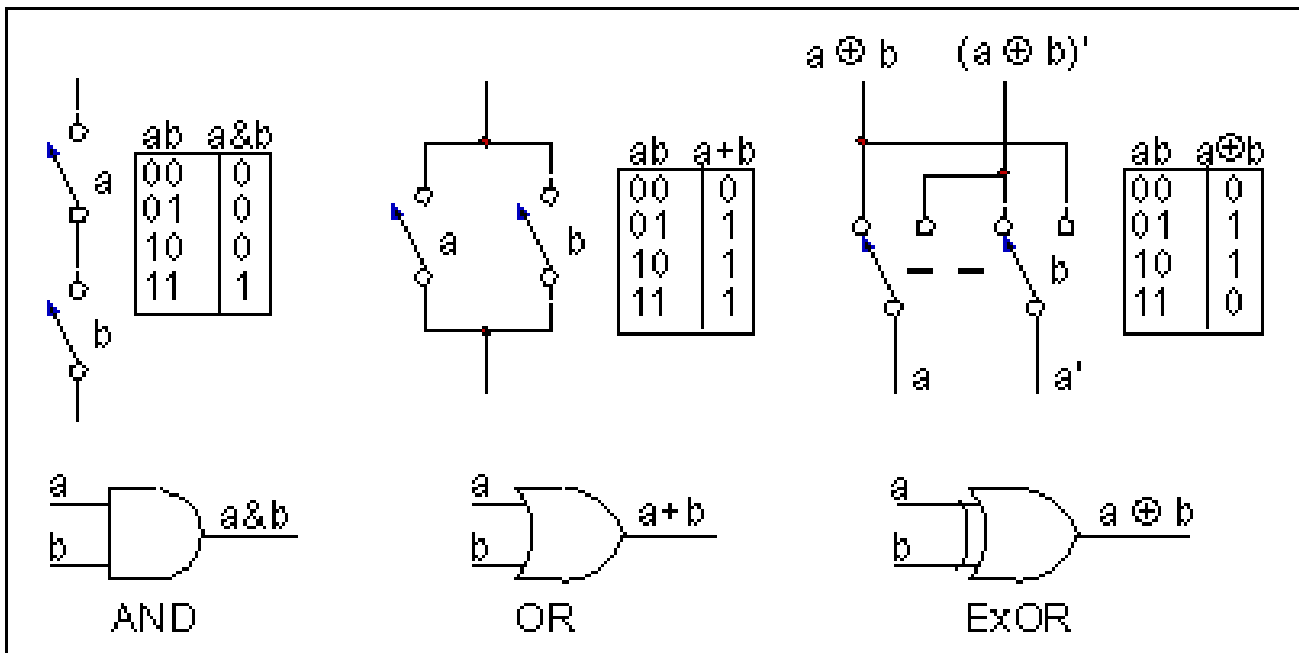 a
b
ab a&b
00 0
01 0
10 0
11 1
a
b
ab a+b
00 0
01 1
10 1
11 1
a ⊕ b (a ⊕ b)'
b
a a'
ab a⊕b
00 0
01 1
10 1
11 0
a
b
a&b
AND
a
b
a+b
OR
a
b
a ⊕ b
ExOR